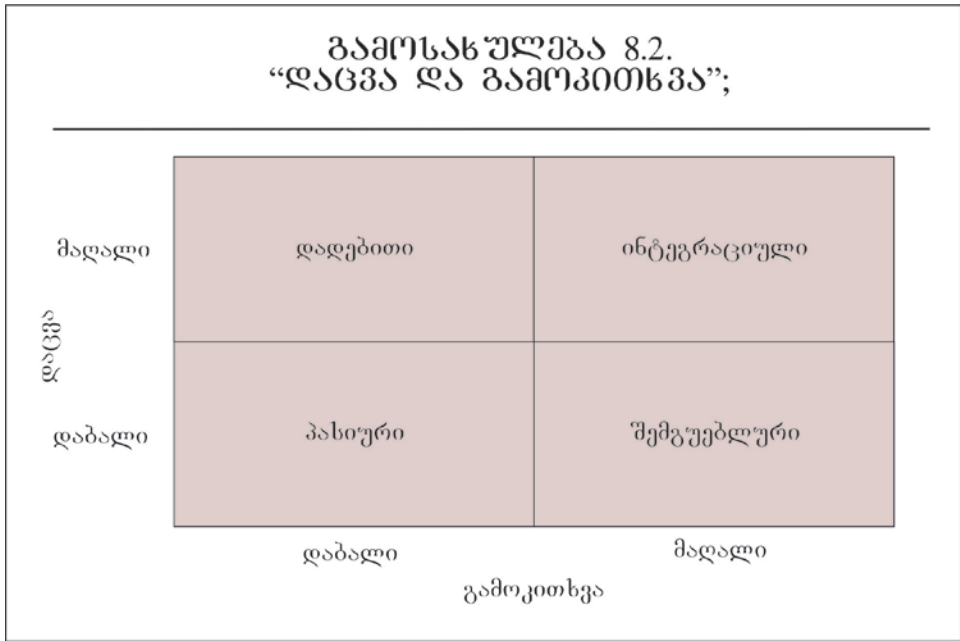 გამოსახულება 8.2.
“დაცვა და გამოკითხვა”;
მაღალი
დადებითი
ინტეგრაციული
დაცვა
დაბალი
პასიური
შემგუებლური
დაბალი
მაღალი
გამოკითხვა